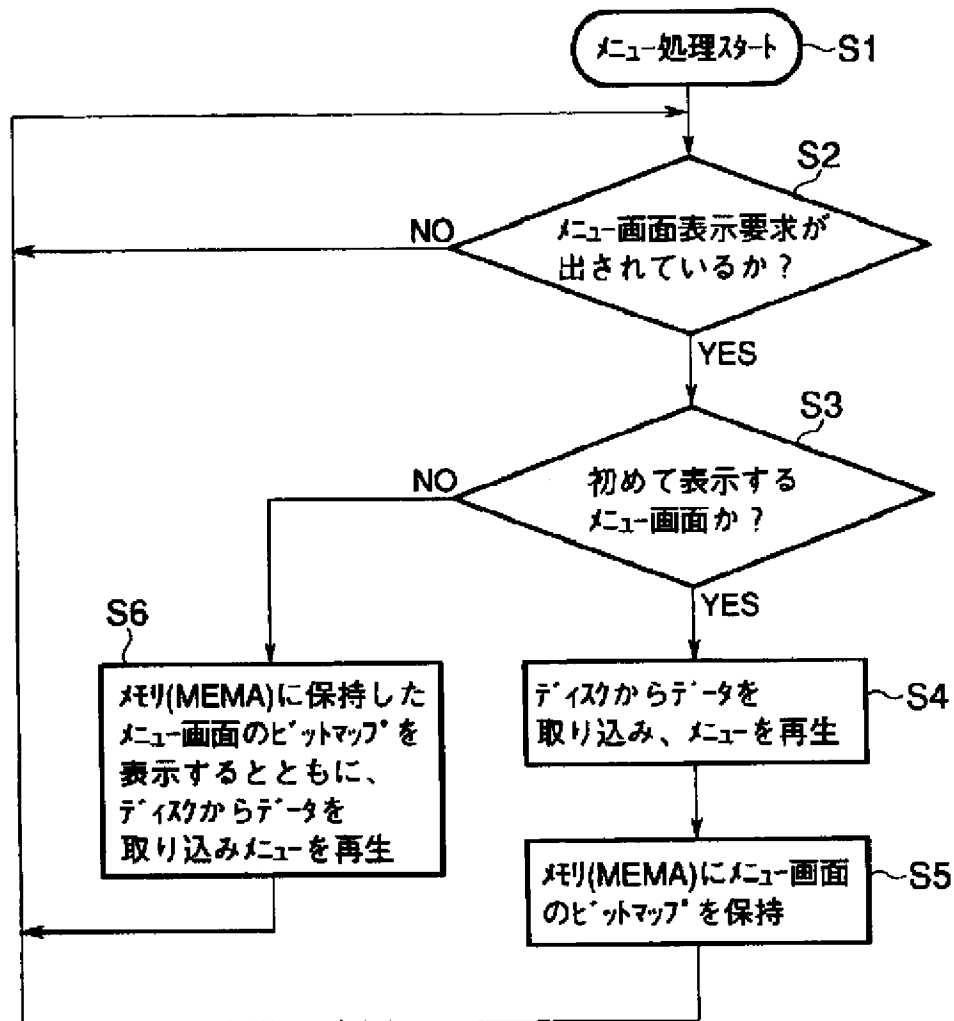 メニュー処理スタート
S1
S2
メニュー画面表示要求が
出されているか？
NO
YES
S3
初めて表示する
メニュー画面か？
NO
YES
S6
メモリ(MEMA)に保持した
メニュー画面のビットマップを
表示するとともに、
ディスクからデータを
取り込みメニューを再生
ディスクからデータを
取り込み、メニューを再生
S4
メモリ(MEMA)にメニュー画面
のビットマップを保持
S5